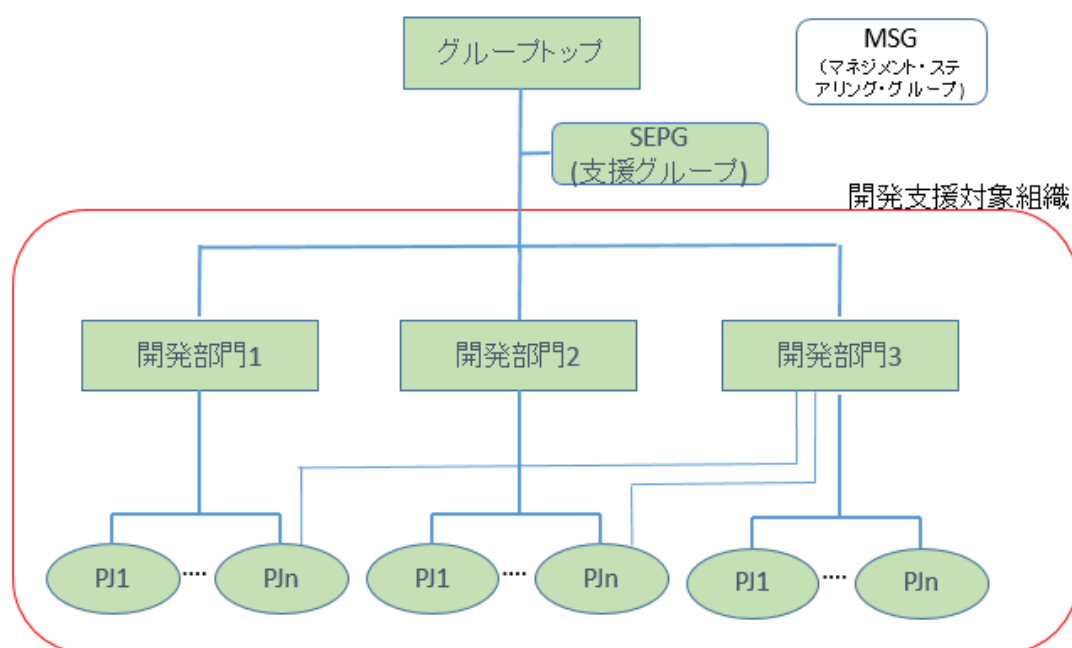 グループトップ
MSG
(マネジメント・ステ
アリング・グループ)
SEPG
(支援グループ)
開発支援対象組織
開発部門1
開発部門2
開発部門3
PJ1
....
PJn
PJ1
....
PJn
PJ1
....
PJn